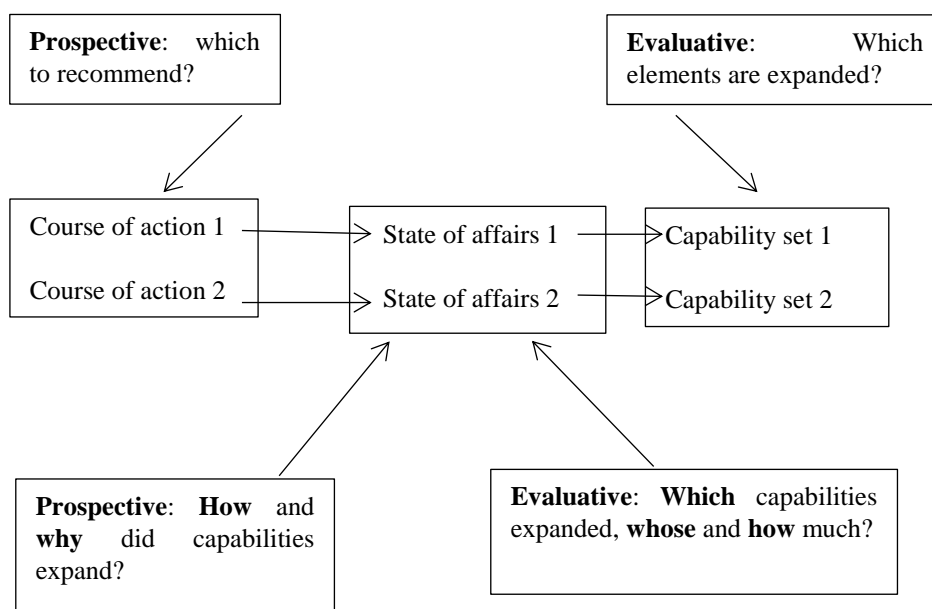 Prospective: which
to recommend?
Evaluative: Which
elements are expanded?
Course of action 1
Course of action 2
State of affairs 1
State of affairs 2
Capability set 1
Capability set 2
Prospective: How and
why did capabilities
expand?
Evaluative: Which capabilities
expanded, whose and how much?